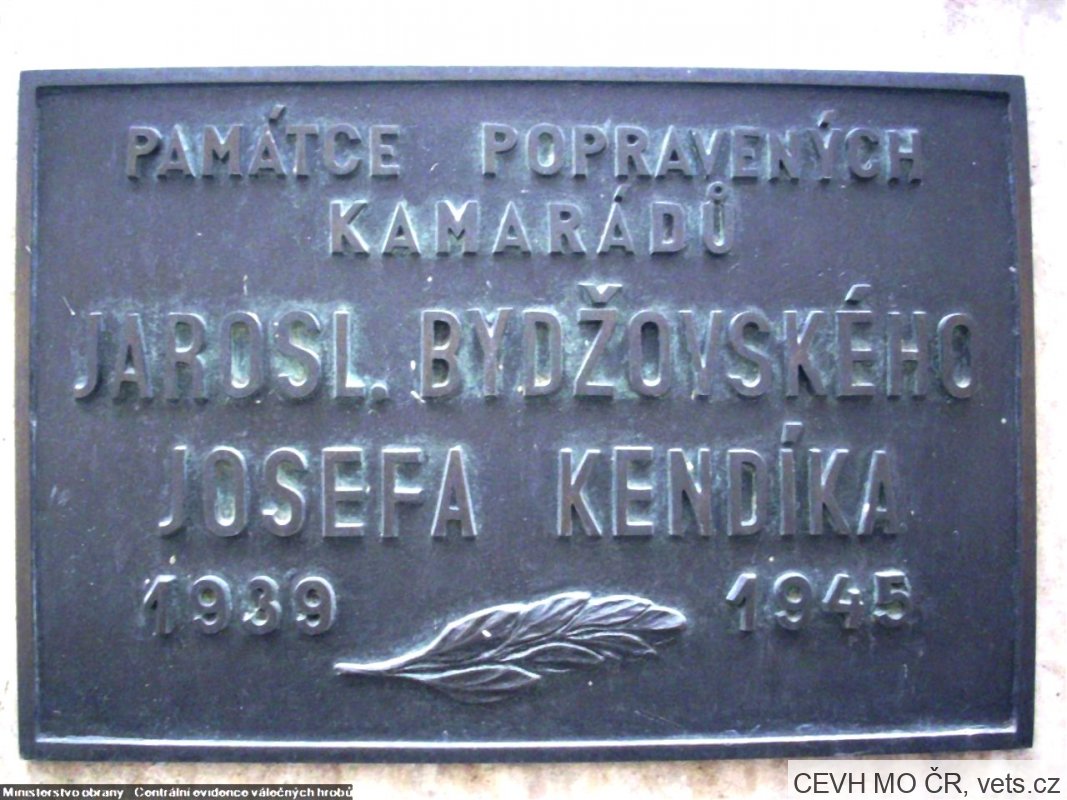 PAMÁTCE POPRAVENÝCH
KAMARÁDŮ
JAROSL. BYDŽOVSKÉHO
JOSEFA KENDÍKA
1939 1945
Ministerstvo obrany Centrální evidence válečných hrobů
CEVH MO ČR, vets.cz